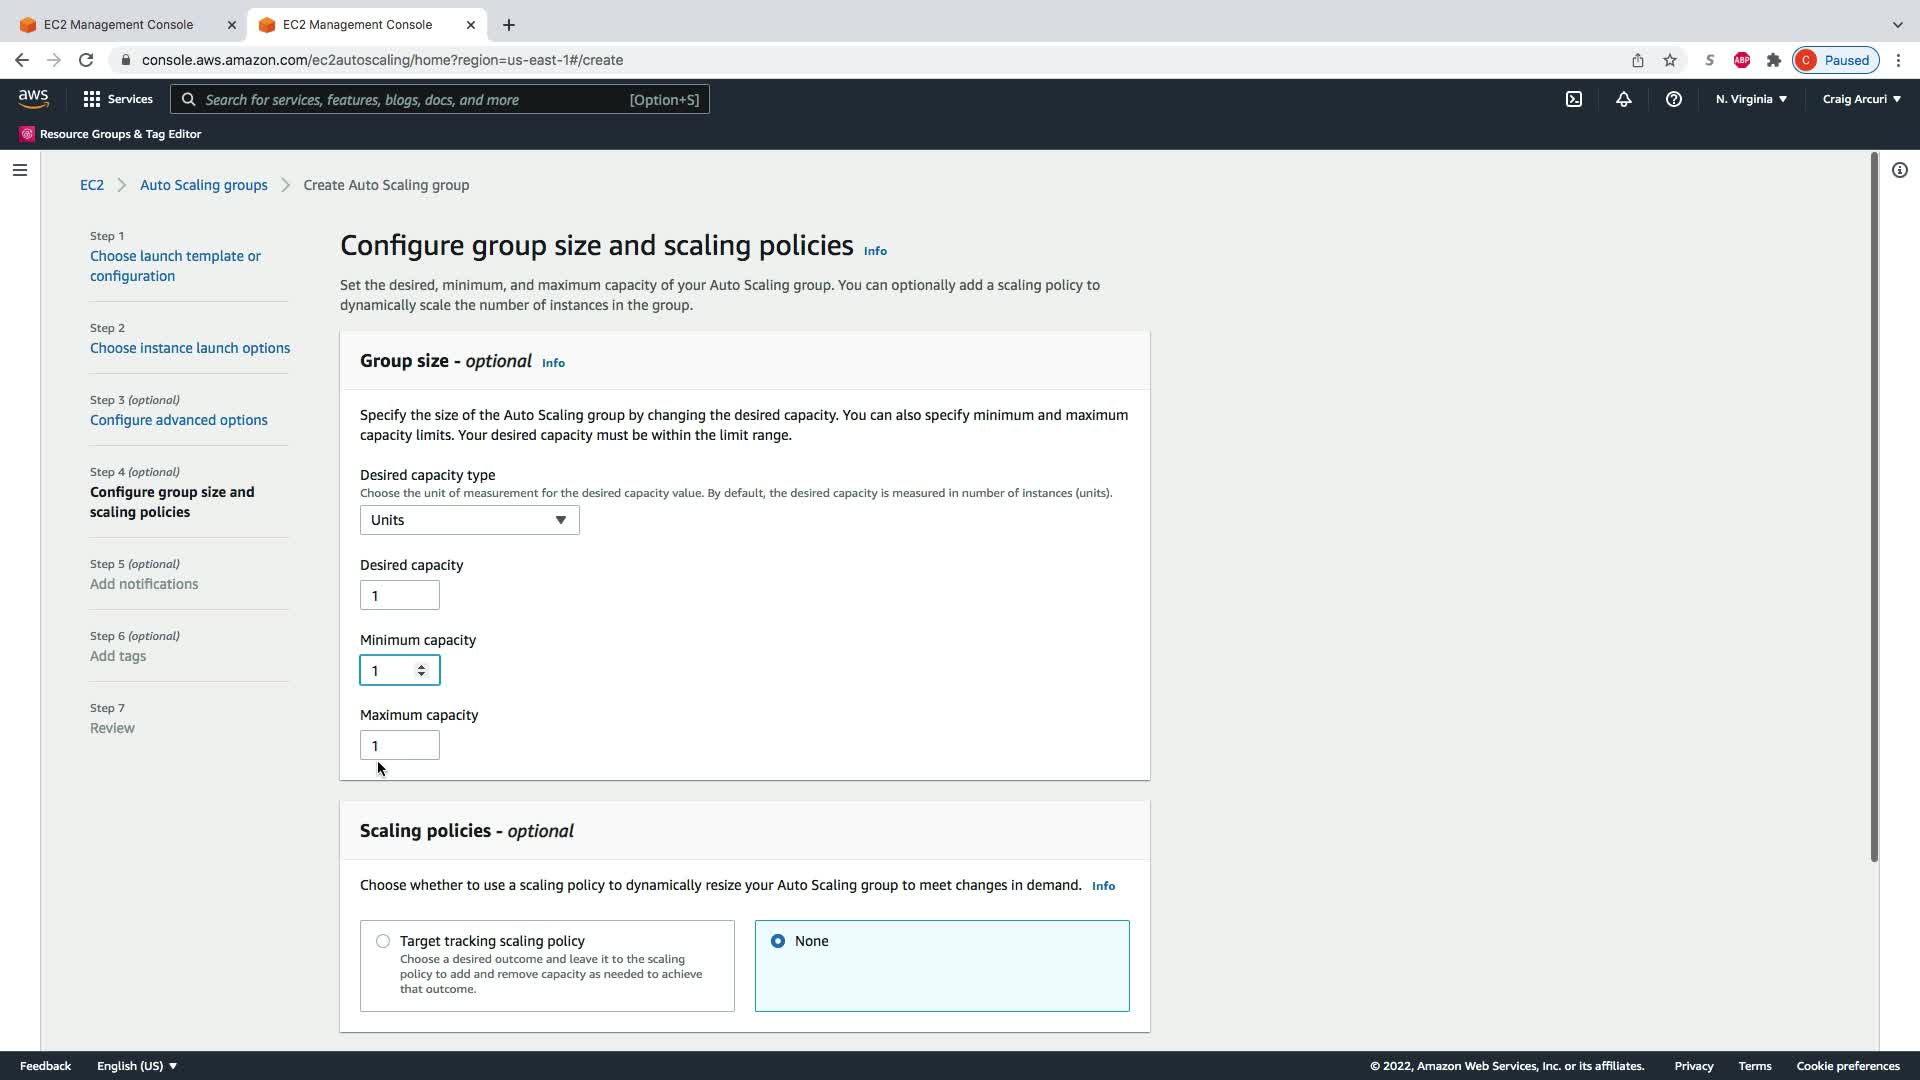 EC2 Management Console
EC2 Management Console
console.aws.amazon.com/ec2autoscaling/home?region=us-east-1#/create
S
ABP
C Paused
aws
Services
Search for services, features, blogs, docs, and more [Option+S]
N. Virginia
Craig Arcuri
Resource Groups & Tag Editor
EC2
Auto Scaling groups
Create Auto Scaling group
Step 1
Choose launch template or
configuration
Step 2
Choose instance launch options
Step 3 (optional)
Configure advanced options
Step 4 (optional)
Configure group size and
scaling policies
Step 5 (optional)
Add notifications
Step 6 (optional)
Add tags
Step 7
Review
Configure group size and scaling policies Info
Set the desired, minimum, and maximum capacity of your Auto Scaling group. You can optionally add a scaling policy to
dynamically scale the number of instances in the group.
Group size - optional Info
Specify the size of the Auto Scaling group by changing the desired capacity. You can also specify minimum and maximum
capacity limits. Your desired capacity must be within the limit range.
Desired capacity type
Choose the unit of measurement for the desired capacity value. By default, the desired capacity is measured in number of instances (units).
Units
Desired capacity
1
Minimum capacity
1
Maximum capacity
1
Scaling policies - optional
Choose whether to use a scaling policy to dynamically resize your Auto Scaling group to meet changes in demand. Info
Target tracking scaling policy
Choose a desired outcome and leave it to the scaling
policy to add and remove capacity as needed to achieve
that outcome.
None
Feedback
English (US)
© 2022, Amazon Web Services, Inc. or its affiliates.
Privacy
Terms
Cookie preferences